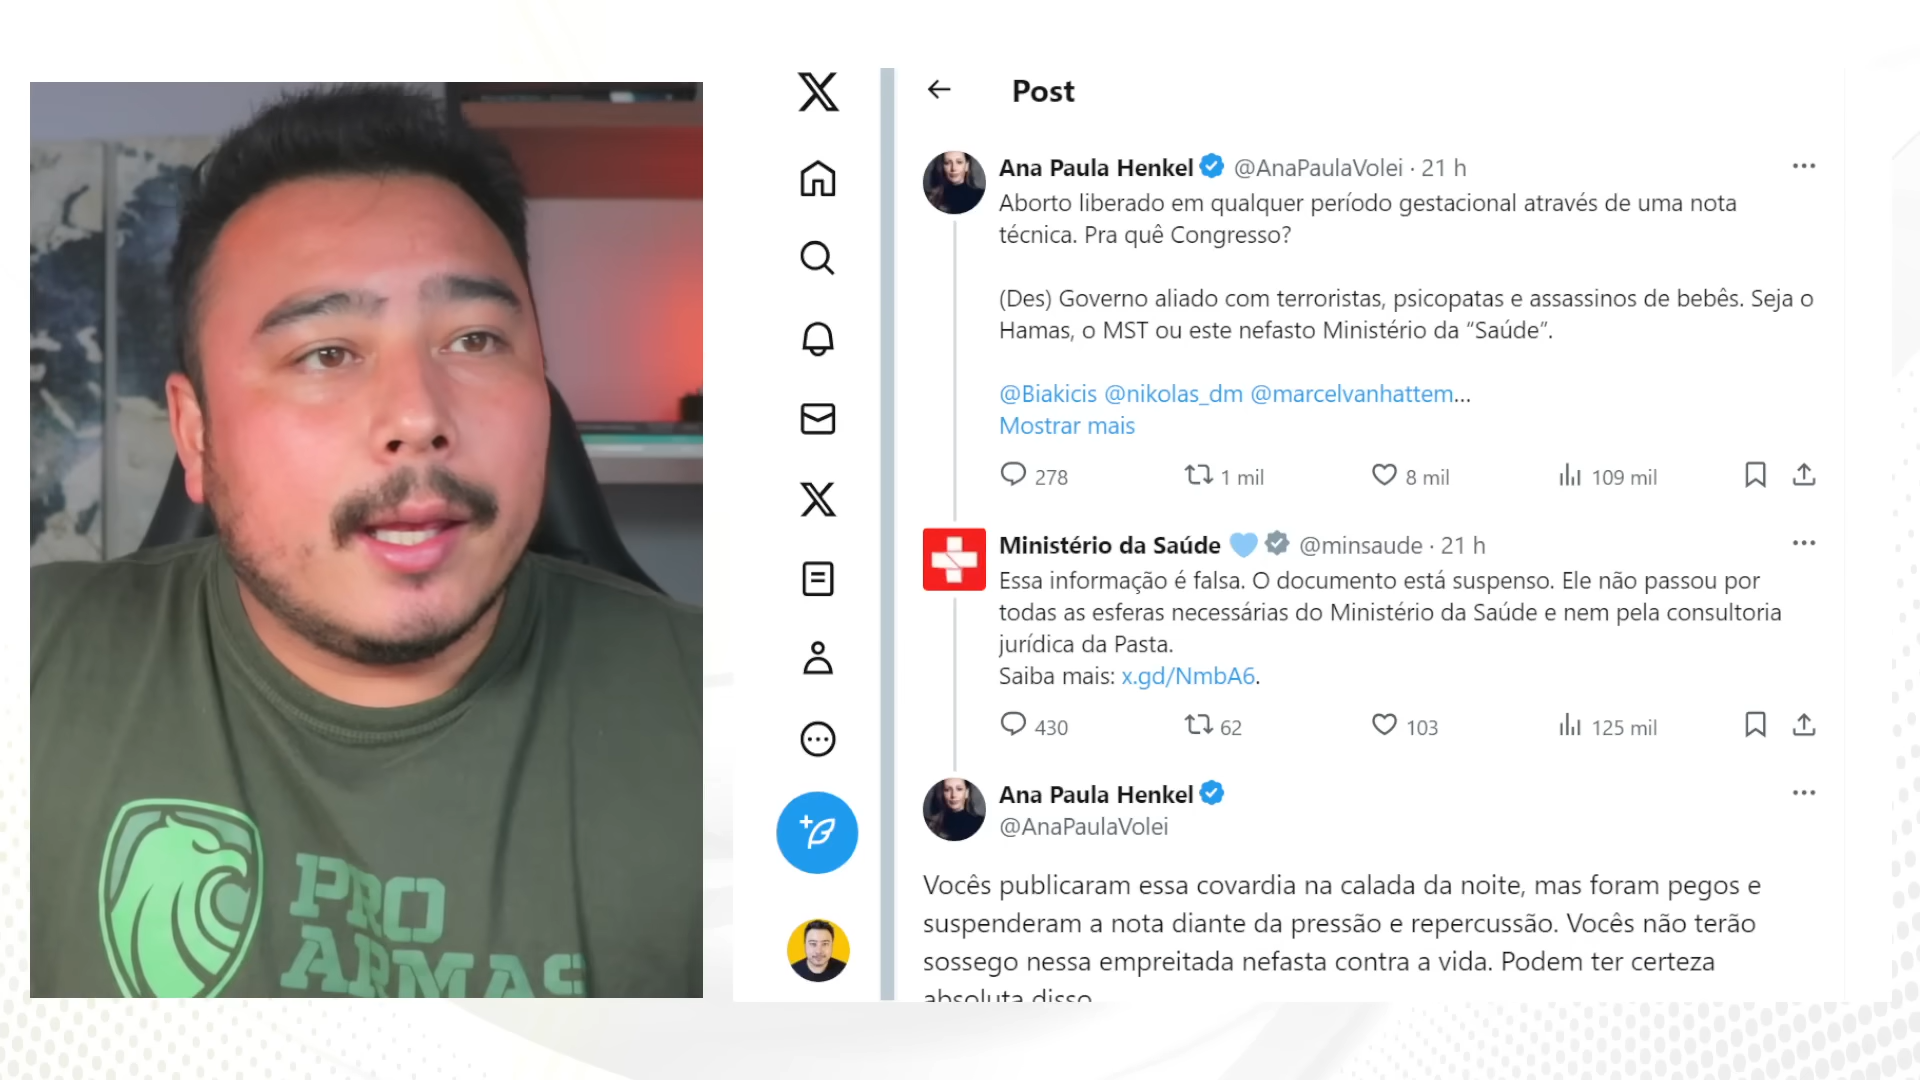 Post
Ana Paula Henkel @AnaPaulaVolei · 21 h
Aborto liberado em qualquer período gestacional através de uma nota
técnica. Pra quê Congresso?
(Des) Governo aliado com terroristas, psicopatas e assassinos de bebês. Seja o
Hamas, o MST ou este nefasto Ministério da “Saúde”.
@Biakicis @nikolas_dm @marcelvanhattem...
Mostrar mais
278 1 mil 8 mil 109 mil
Ministério da Saúde @minsaude · 21 h
Essa informação é falsa. O documento está suspenso. Ele não passou por
todas as esferas necessárias do Ministério da Saúde e nem pela consultoria
jurídica da Pasta.
Saiba mais: x.gd/NmbA6.
430 62 103 125 mil
Ana Paula Henkel
@AnaPaulaVolei
Vocês publicaram essa covardia na calada da noite, mas foram pegos e
suspenderam a nota diante da pressão e repercussão. Vocês não terão
sossego nessa empreitada nefasta contra a vida. Podem ter certeza
absoluta disso
PRO
ARMAS